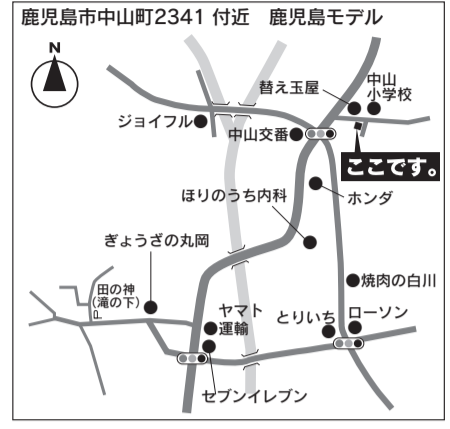 鹿児島市中山町2341 付近　鹿児島モデル
N
替え玉屋
中山
小学校
ジョイフル
中山交番
ここです。
ほりのうち内科
ホンダ
ぎょうざの丸岡
田の神
(滝の下)
P
焼肉の白川
ヤマト
運輸
とりいち
ローソン
セブンイレブン